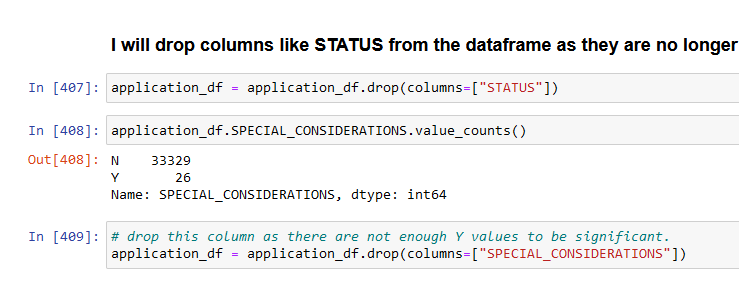 I will drop columns like STATUS from the dataframe as they are no longer
In [407]: application_df = application_df.drop(columns=["STATUS"])
In [408]: application_df.SPECIAL_CONSIDERATIONS.value_counts()
Out[408]: N    33329
Y       26
Name: SPECIAL_CONSIDERATIONS, dtype: int64
In [409]: # drop this column as there are not enough Y values to be significant.
application_df = application_df.drop(columns=["SPECIAL_CONSIDERATIONS"])